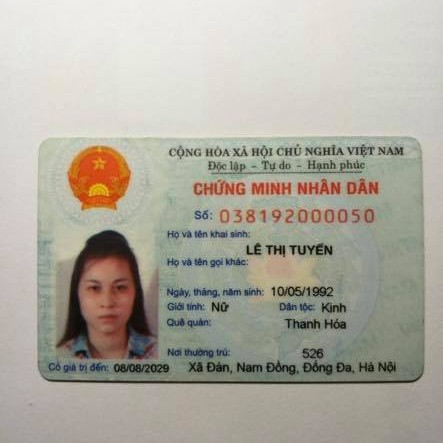 CỘNG HÒA XÃ HỘI CHỦ NGHĨA VIỆT NAM
Độc lập - Tự do - Hạnh phúc
CHỨNG MINH NHÂN DÂN
Số: 038192000050
Họ và tên khai sinh:
LÊ THỊ TUYẾN
Họ và tên gọi khác:
Ngày, tháng, năm sinh: 10/05/1992
Giới tính: Nữ Dân tộc: Kinh
Quê quán: Thanh Hóa
Nơi thường trú: 526
Có giá trị đến: 08/08/2029 Xã Đàn, Nam Đồng, Đống Đa, Hà Nội